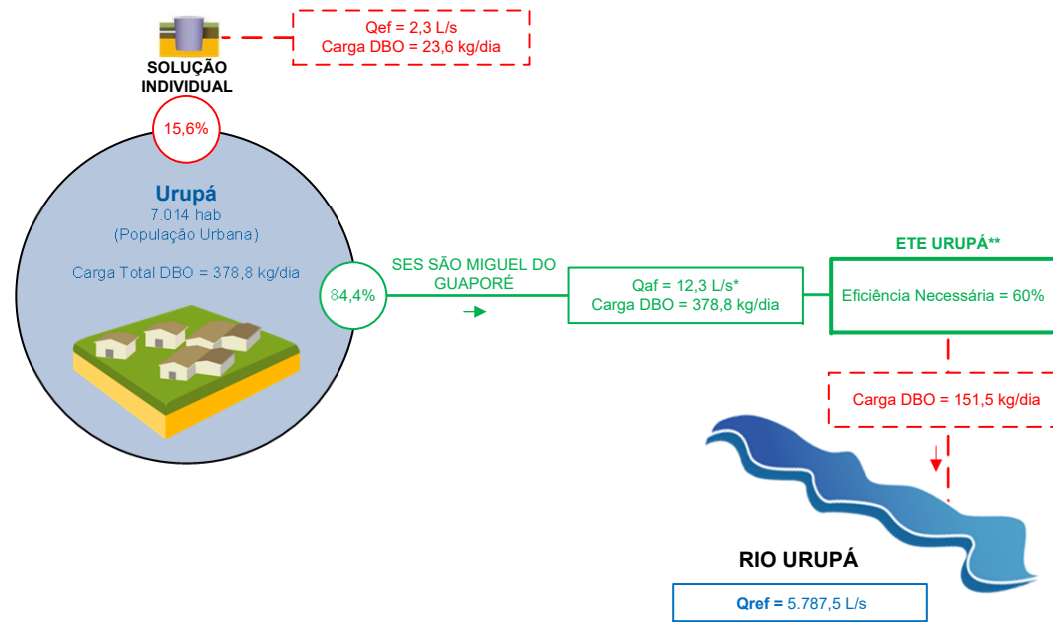 Qef = 2,3 L/s
Carga DBO = 23,6 kg/dia
SOLUÇÃO
INDIVIDUAL
15,6%
Urupá
7.014 hab
(População Urbana)
Carga Total DBO = 378,8 kg/dia
84,4%
SES SÃO MIGUEL DO
GUAPORÉ
Qaf = 12,3 L/s*
Carga DBO = 378,8 kg/dia
ETE URUPÁ**
Eficiência Necessária = 60%
Carga DBO = 151,5 kg/dia
RIO URUPÁ
Qref = 5.787,5 L/s